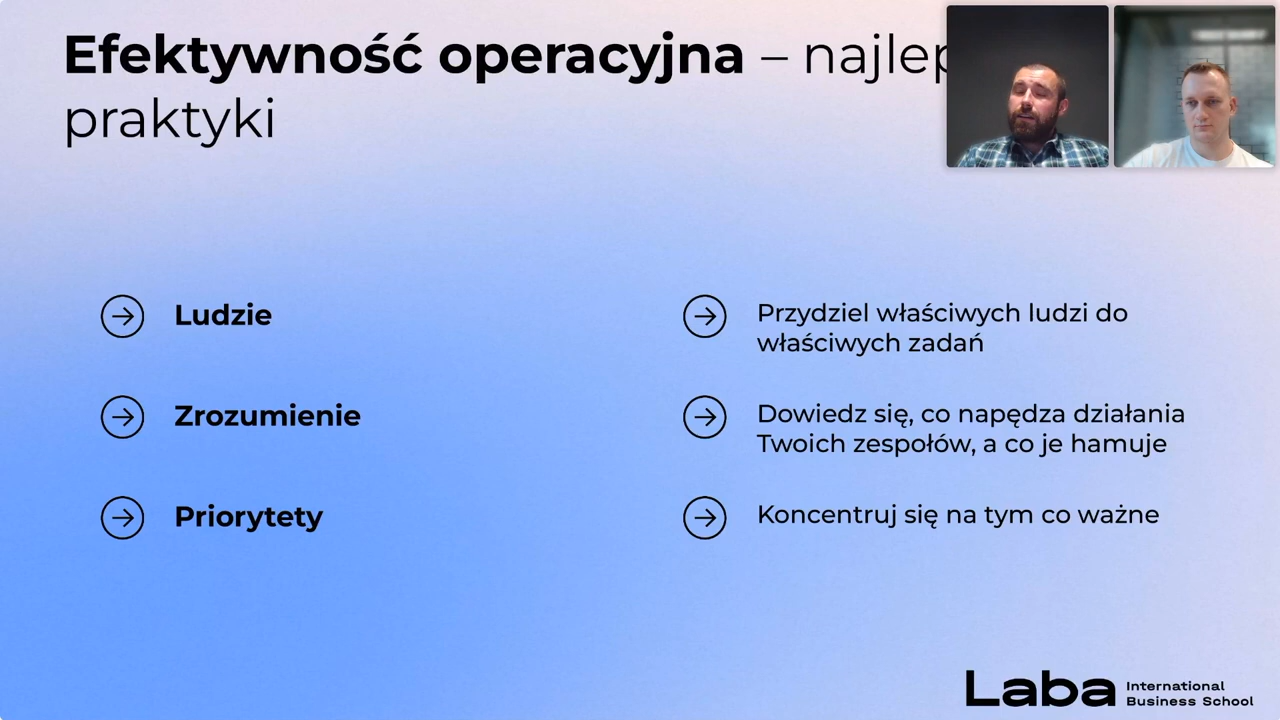 Efektywność operacyjna –
praktyki
Ludzie
Przydziel właściwych ludzi do
właściwych zadań
Zrozumienie
Dowiedz się, co napędza działania
Twoich zespołów, a co je hamuje
Priorytety
Koncentruj się na tym co ważne
Laba International
Business School